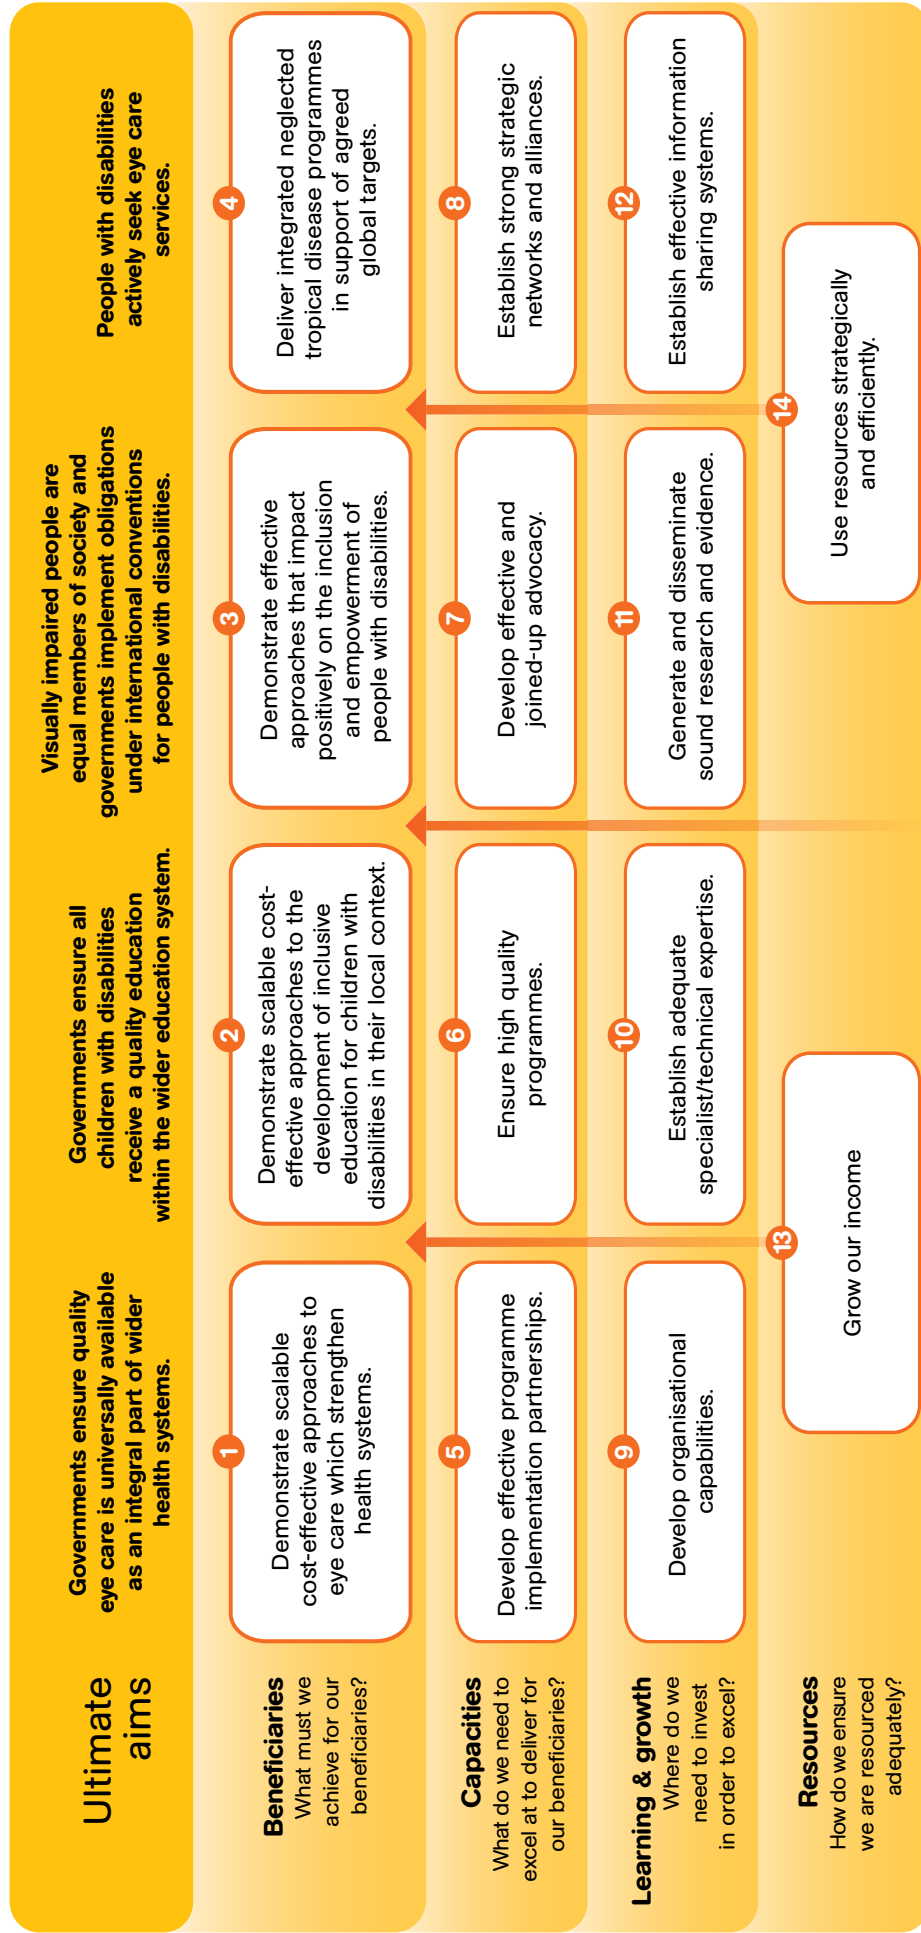 Ultimate
aims
Governments ensure quality
eye care is universally available
as an integral part of wider
health systems.
Governments ensure all
children with disabilities
receive a quality education
within the wider education system.
Visually impaired people are
equal members of society and
governments implement obligations
under international conventions
for people with disabilities.
People with disabilities
actively seek eye care
services.
Beneficiaries
What must we
achieve for our
beneficiaries?
1
Demonstrate scalable
cost-effective approaches to
eye care which strengthen
health systems.
2
Demonstrate scalable cost-
effective approaches to the
development of inclusive
education for children with
disabilities in their local context.
3
Demonstrate effective
approaches that impact
positively on the inclusion
and empowerment of
people with disabilities.
4
Deliver integrated neglected
tropical disease programmes
in support of agreed
global targets.
Capacities
What do we need to
excel at to deliver for
our beneficiaries?
5
Develop effective programme
implementation partnerships.
6
Ensure high quality
programmes.
7
Develop effective and
joined-up advocacy.
8
Establish strong strategic
networks and alliances.
Learning & growth
Where do we
need to invest
in order to excel?
9
Develop organisational
capabilities.
10
Establish adequate
specialist/technical expertise.
11
Generate and disseminate
sound research and evidence.
12
Establish effective information
sharing systems.
Resources
How do we ensure
we are resourced
adequately?
13
Grow our income
14
Use resources strategically
and efficiently.